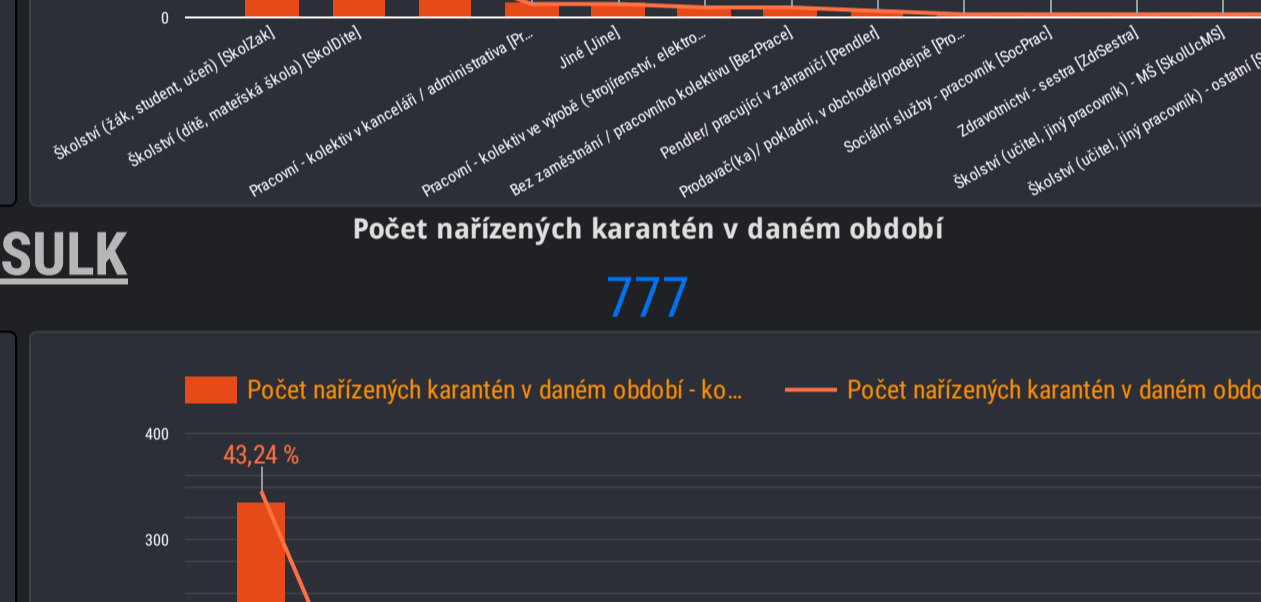 0
Školství (žák, student, učeň) [SkolZak]
Školství (dítě, mateřská škola) [SkolDite]
Pracovní - kolektiv v kanceláři / administrativa [Pr...
Jiné [Jine]
Pracovní - kolektiv ve výrobě (strojírenství, elektro...
Bez zaměstnání / pracovního kolektivu [BezPrace]
Pendler/ pracující v zahraničí [Pendler]
Prodavač(ka)/ pokladní, v obchodě/prodejně [Pro...
Sociální služby - pracovník [SocPrac]
Zdravotnictví - sestra [ZdrSestra]
Školství (učitel, jiný pracovník) - MŠ [SkolUcMS]
Školství (učitel, jiný pracovník) - ostatní [S
SULK
Počet nařízených karantén v daném období
777
Počet nařízených karantén v daném období - ko...
Počet nařízených karantén v daném obdo
400
43,24 %
300